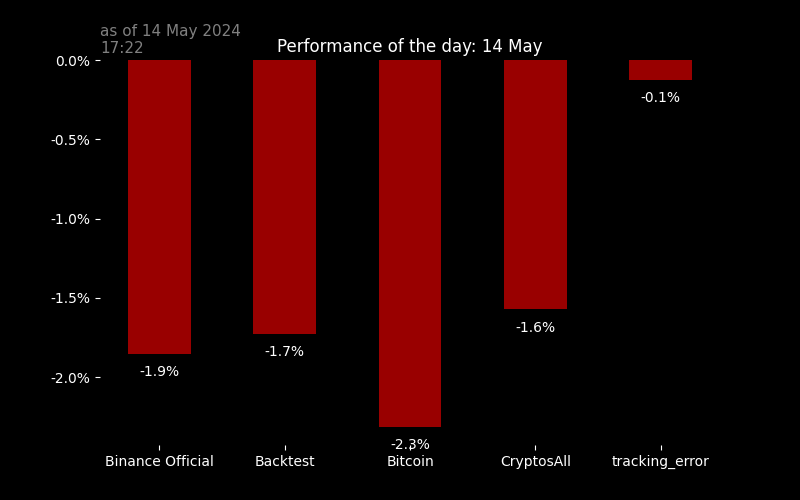 as of 14 May 2024
17:22
Performance of the day: 14 May
0.0%
-0.5%
-1.0%
-1.5%
-2.0%
-1.9%
-1.7%
-2.3%
-1.6%
-0.1%
Binance Official
Backtest
Bitcoin
CryptosAll
tracking_error